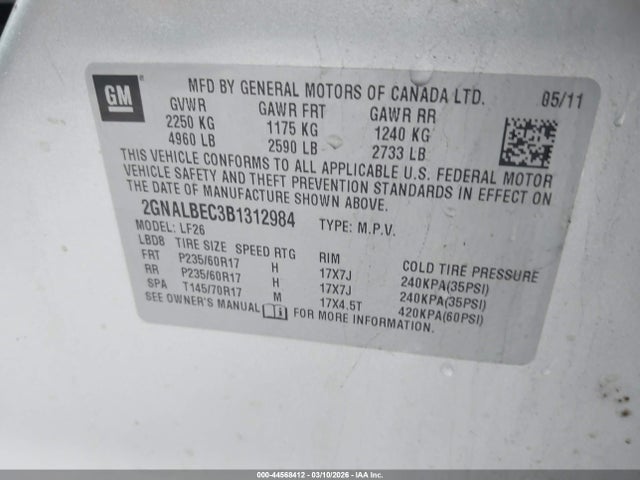 GM
MFD BY GENERAL MOTORS OF CANADA LTD. 05/11
GVWR GAWR FRT GAWR RR
2250 KG 1175 KG 1240 KG
4960 LB 2590 LB 2733 LB
THIS VEHICLE CONFORMS TO ALL APPLICABLE U.S. FEDERAL MOTOR
VEHICLE SAFETY AND THEFT PREVENTION STANDARDS IN EFFECT ON
THE DATE OF MANUFACTURE SHOWN ABOVE.
2GNALBEC3B1312984 TYPE: M.P.V.
MODEL: LF26
LBD8 TIRE SIZE SPEED RTG RIM COLD TIRE PRESSURE
FRT P235/60R17 H 17X7J 240KPA(35PSI)
RR P235/60R17 H 17X7J 240KPA(35PSI)
SPA T145/70R17 M 17X4.5T 420KPA(60PSI)
SEE OWNER'S MANUAL FOR MORE INFORMATION.
000-44568412 — 03/10/2026 — IAA Inc.